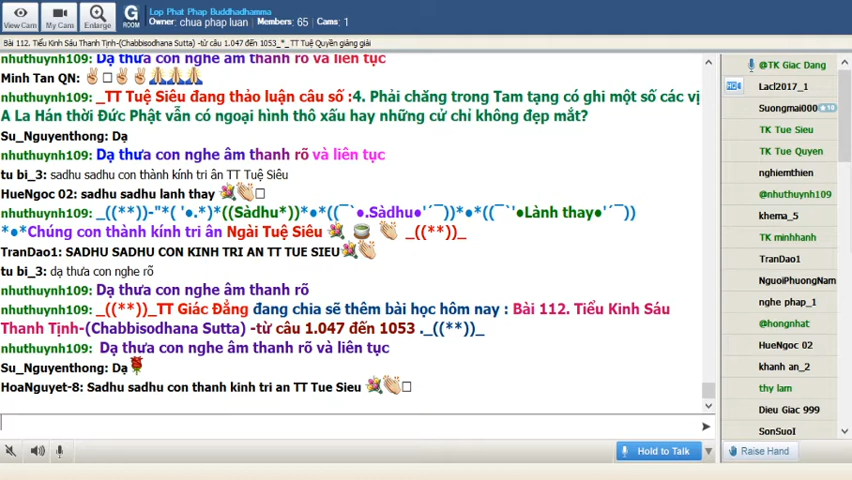 Lop Phat Phap Buddhadhamma
Owner: chua phap luan Members: 65 Cams: 1
View Cam
My Cam
Enlarge
G
ROOM
Bài 112. Tiểu Kinh Sáu Thanh Tịnh-(Chabbisodhana Sutta) -từ câu 1.047 đến 1053_*_ TT Tuệ Quyền giảng giải
nhuthuynh109: Dạ thưa con nghe âm thanh rõ và liên tục
Minh Tan QN: ✌□✌✌🙏🙏🙏
nhuthuynh109: _TT Tuệ Siêu đang thảo luận câu số :4. Phải chăng trong Tam tạng có ghi một số các vị
A La Hán thời Đức Phật vẫn có ngoại hình thô xấu hay những cử chỉ không đẹp mắt?
Su_Nguyenthong: Dạ
nhuthuynh109: Dạ thưa con nghe âm thanh rõ và liên tục
tu bi_3: sadhu sadhu con thành kính tri ân TT Tuệ Siêu
HueNgoc 02: sadhu sadhu lanh thay 💐👏□
nhuthuynh109: _((**))-"*( '•.*)*((Sàdhu*))*•*((¯`•.Sàdhu•'´¯))*•*((¯`'•Lành thay•'´¯))
*•*Chúng con thành kính tri ân Ngài Tuệ Siêu 💐 🍵 👏 _((**))_
TranDao1: SADHU SADHU CON KINH TRI AN TT TUE SIEU💐👏
tu bi_3: dạ thưa con nghe rõ
nhuthuynh109: Dạ thưa con nghe âm thanh rõ
nhuthuynh109: _((**))_TT Giác Đẳng đang chia sẽ thêm bài học hôm nay : Bài 112. Tiểu Kinh Sáu
Thanh Tịnh-(Chabbisodhana Sutta) -từ câu 1.047 đến 1053 ._((**))_
nhuthuynh109: Dạ thưa con nghe âm thanh rõ và liên tục
Su_Nguyenthong: Dạ🌹
HoaNguyet-8: Sadhu sadhu con thanh kinh tri an TT Tue Sieu 💐👏□
Hold to Talk
@TK Giac Dang
HD Lacl2017_1
Suongmai000 ★10
TK Tue Sieu
TK Tue Quyen
nghiemthien
@nhuthuynh109
khema_5
TK minhhanh
TranDao1
NguoiPhuongNam
nghe phap_1
@hongnhat
HueNgoc 02
khanh an_2
thy lam
Dieu Giac 999
SonSuoI
Raise Hand